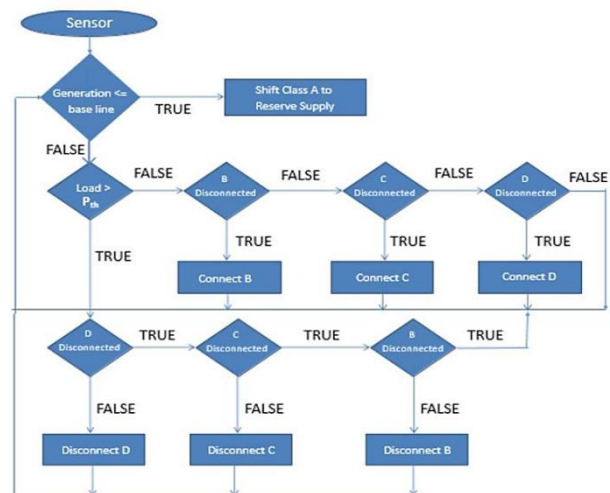 Sensor
Generation <=
base line
TRUE
Shift Class A to
Reserve Supply
FALSE
Load >
Pth
FALSE
B
Disconnected
FALSE
C
Disconnected
FALSE
D
Disconnected
FALSE
TRUE
TRUE
TRUE
TRUE
Connect B
Connect C
Connect D
D
Disconnected
TRUE
C
Disconnected
TRUE
B
Disconnected
TRUE
FALSE
FALSE
FALSE
Disconnect D
Disconnect C
Disconnect B